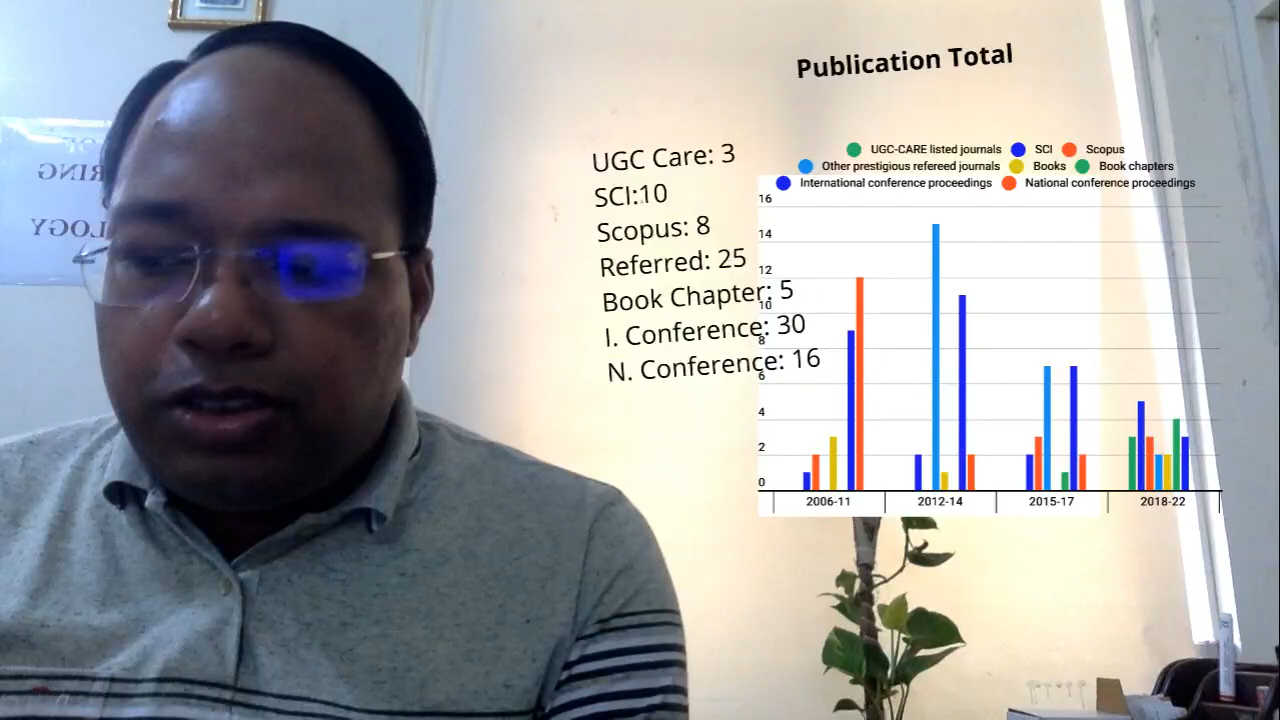 Publication Total
UGC Care: 3
SCI:10
Scopus: 8
Referred: 25
Book Chapter: 5
I. Conference: 30
N. Conference: 16
UGC-CARE listed journals SCI Scopus
Other prestigious refereed journals Books Book chapters
International conference proceedings National conference proceedings
16
14
12
10
8
6
4
2
0
2006-11 2012-14 2015-17 2018-22
RING
LOGY